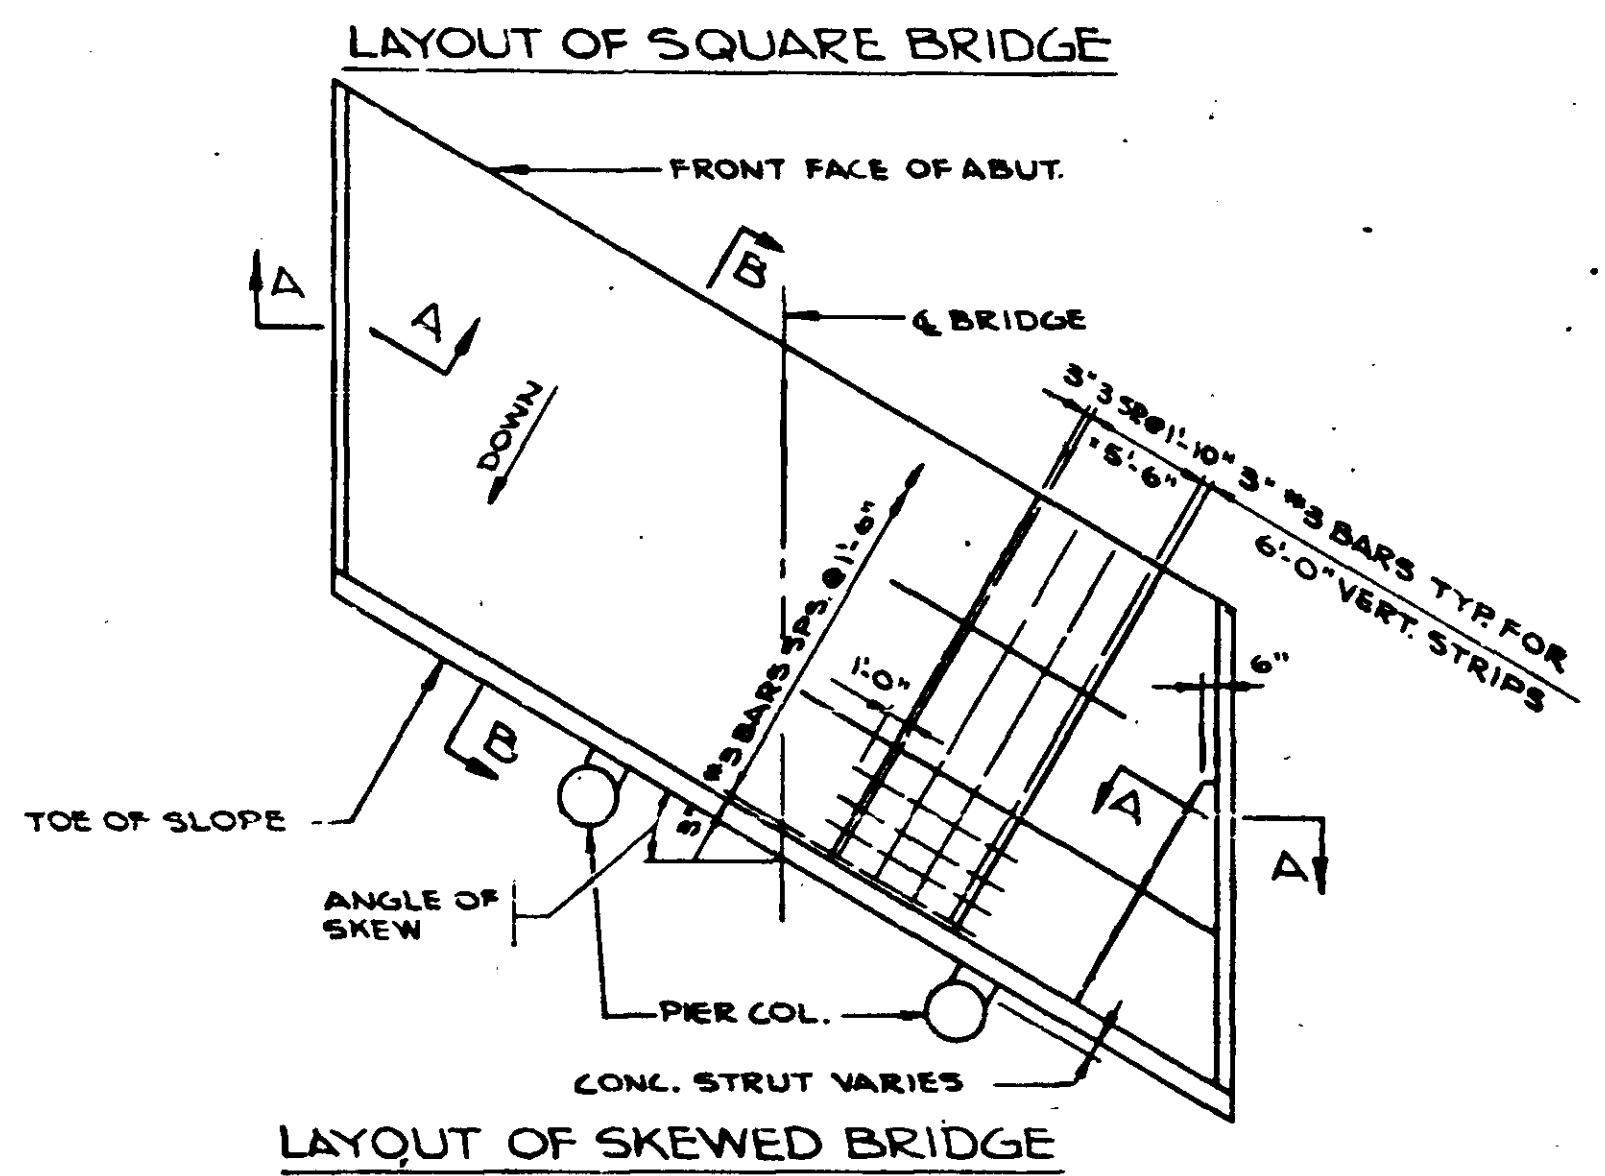 LAYOUT OF SQUARE BRIDGE
FRONT FACE OF ABUT.
B
A
A
℄ BRIDGE
DOWN
3" 3 SP.@1'-10" 3" #3 BARS TYP. FOR
=5'-6"
6'-0" VERT. STRIPS
#3 BARS SPS. @ 1'-6"
1'-0"
6"
3"
B
A
A
TOE OF SLOPE
ANGLE OF
SKEW
PIER COL.
CONC. STRUT VARIES
LAYOUT OF SKEWED BRIDGE